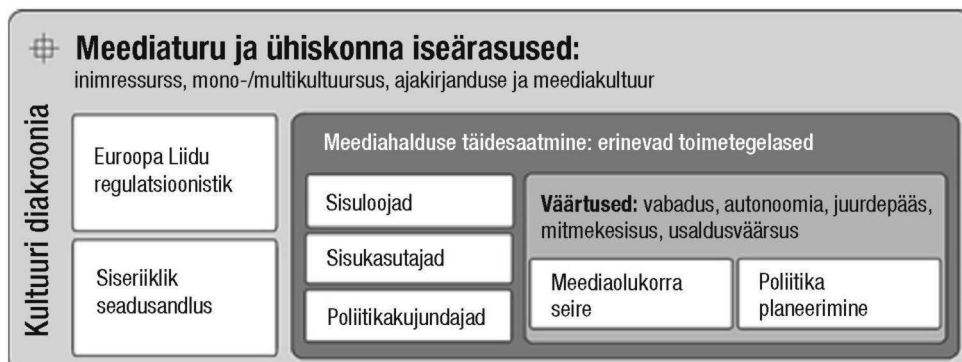 Meediaturu ja ühiskonna iseärasused:
inimressurss, mono-/multikultuursus, ajakirjanduse ja meediakultuur
Kultuuri diakroonia
Euroopa Liidu
regulatsioonistik
Siseriiklik
seadusandlus
Meediahalduse täidesaatmine: erinevad toimetegelased
Sisuloojad
Sisukasutajad
Poliitikakujundajad
Väärtused: vabadus, autonoomia, juurdepääs,
mitmekesisus, usaldusväärsus
Meediaolukorra
seire
Poliitika
planeerimine